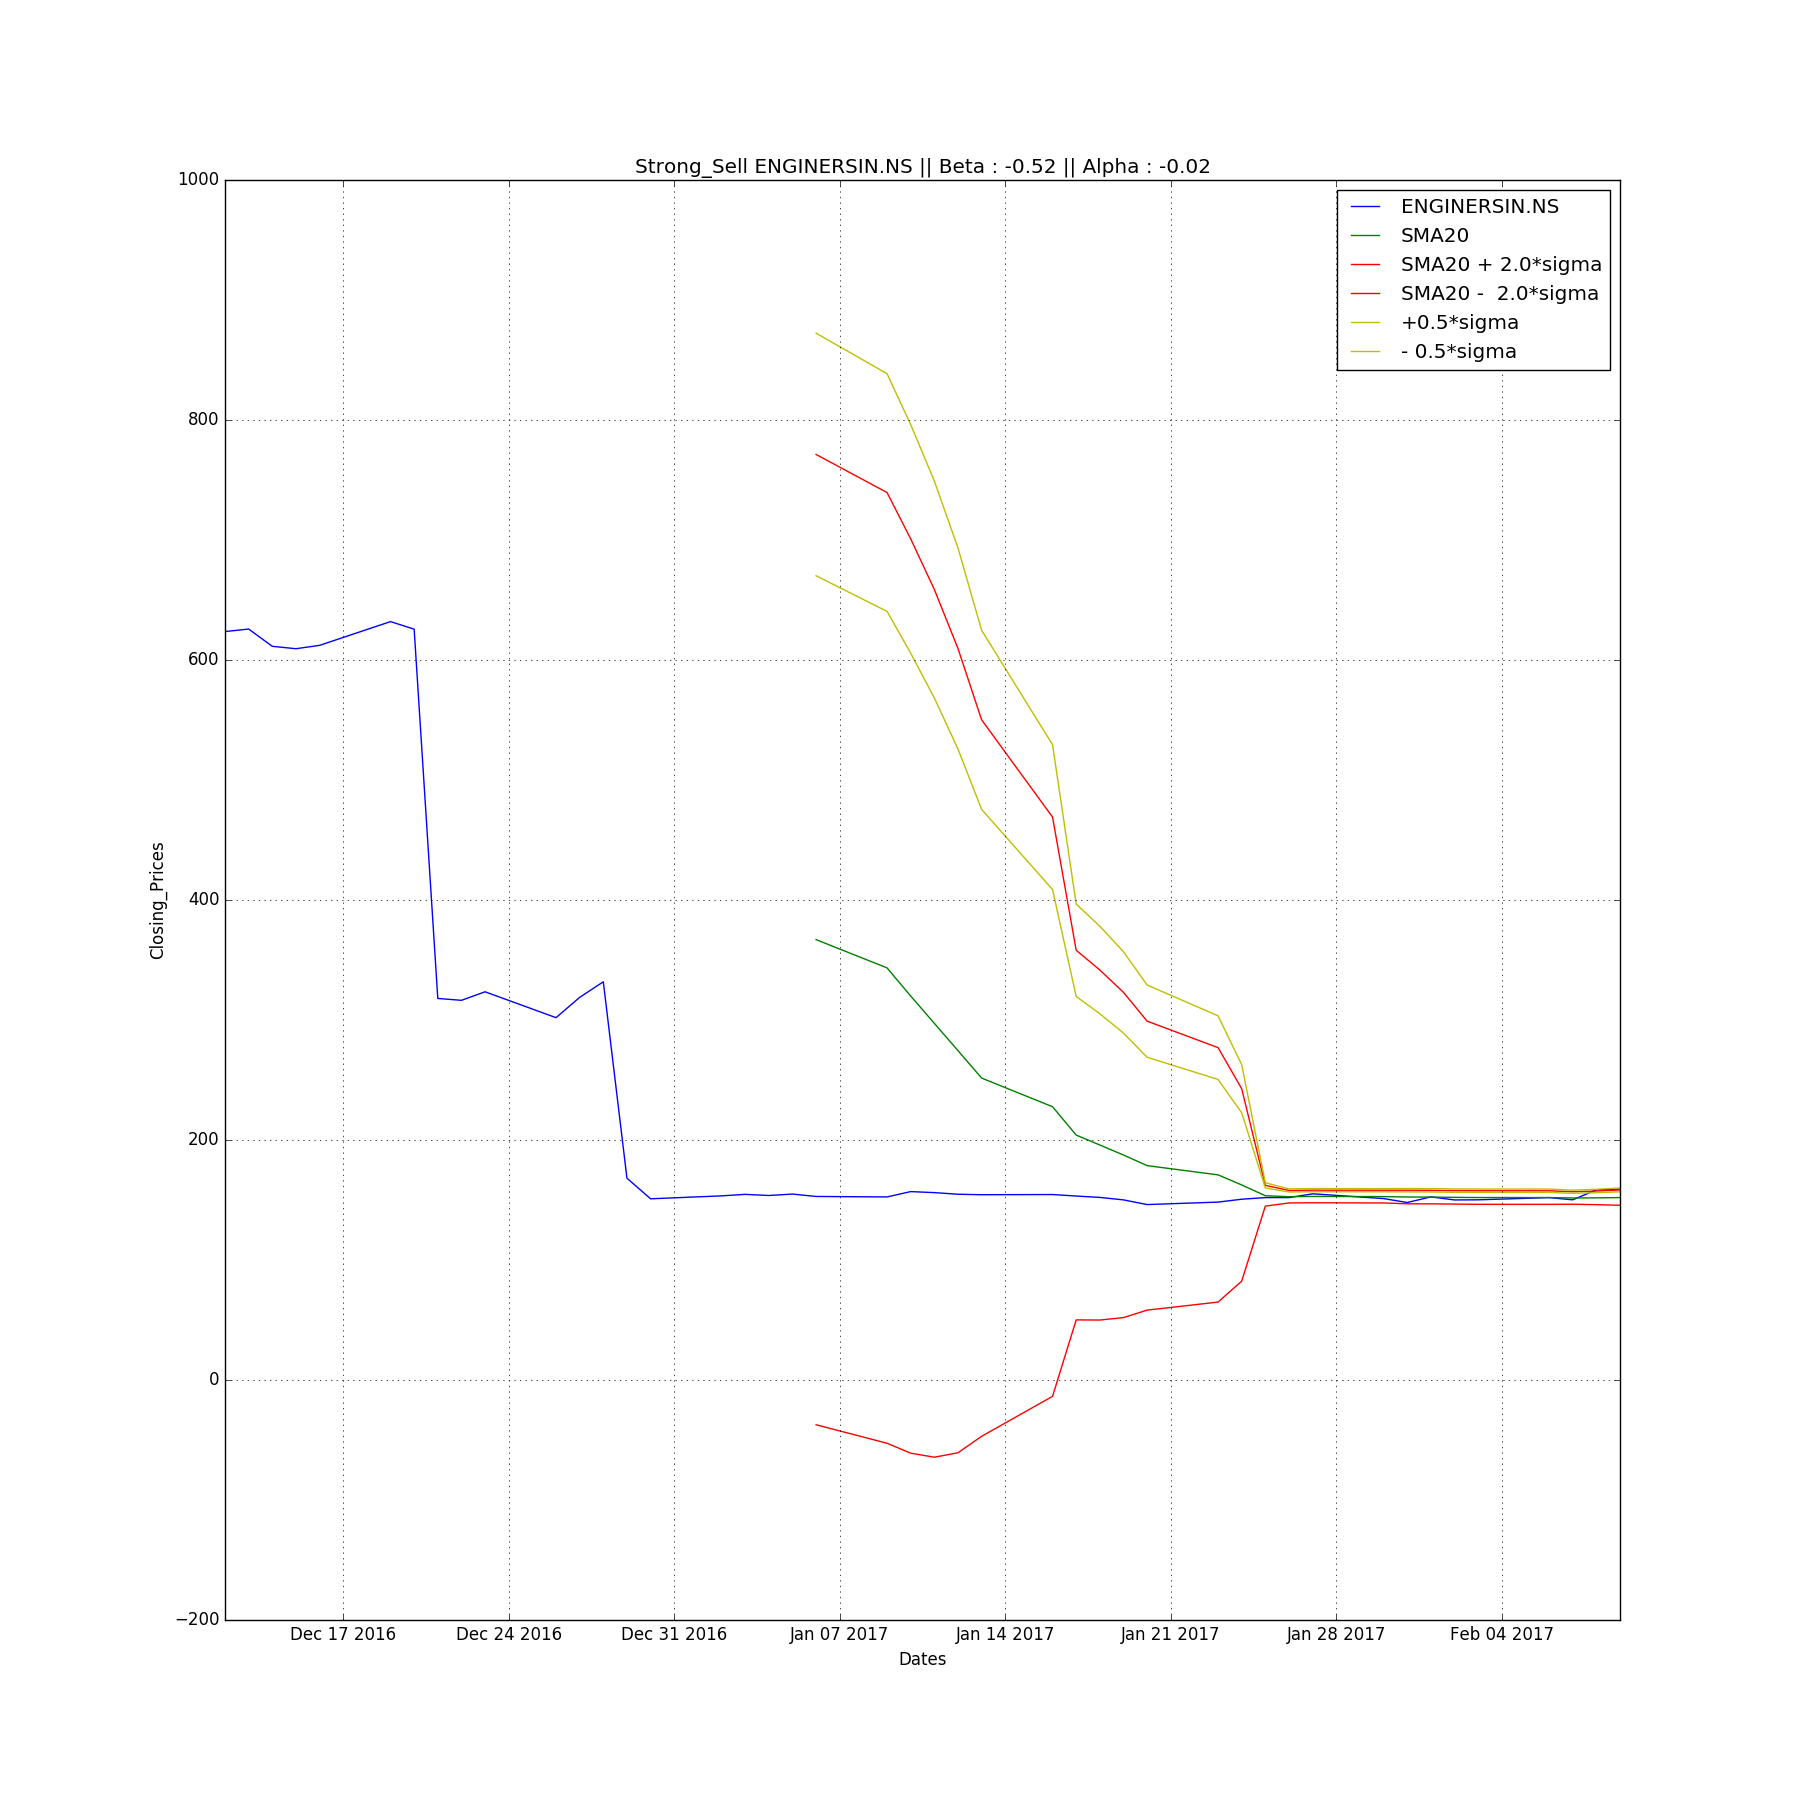 Strong_Sell ENGINERSIN.NS || Beta : -0.52 || Alpha : -0.02
1000
800
600
400
200
0
−200
Closing_Prices
ENGINERSIN.NS
SMA20
SMA20 + 2.0*sigma
SMA20 -  2.0*sigma
+0.5*sigma
- 0.5*sigma
Dec 17 2016 Dec 24 2016 Dec 31 2016 Jan 07 2017 Jan 14 2017 Jan 21 2017 Jan 28 2017 Feb 04 2017
Dates